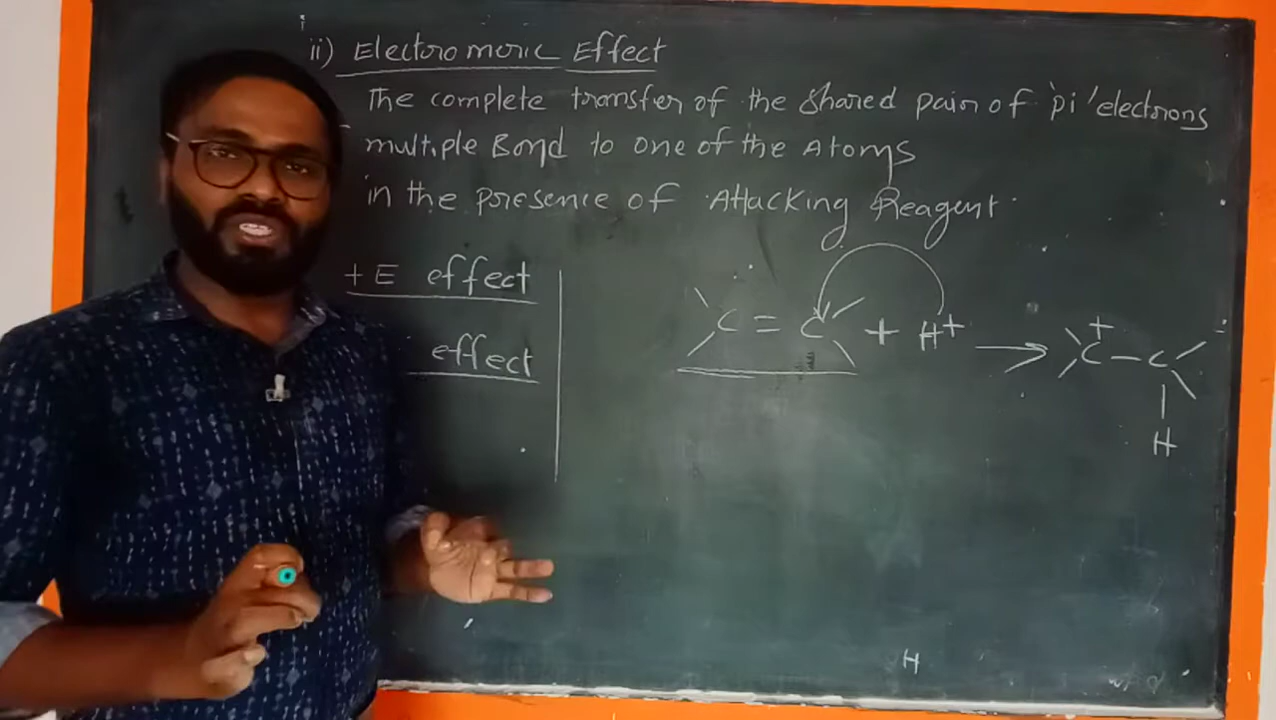 ii) Electromeric Effect
The complete transfer of the shared pair of 'pi' electrons
multiple Bond to one of the Atoms
in the presence of Attacking Reagent.
+E effect
effect
C = C + H+ → C+ – C
H
H